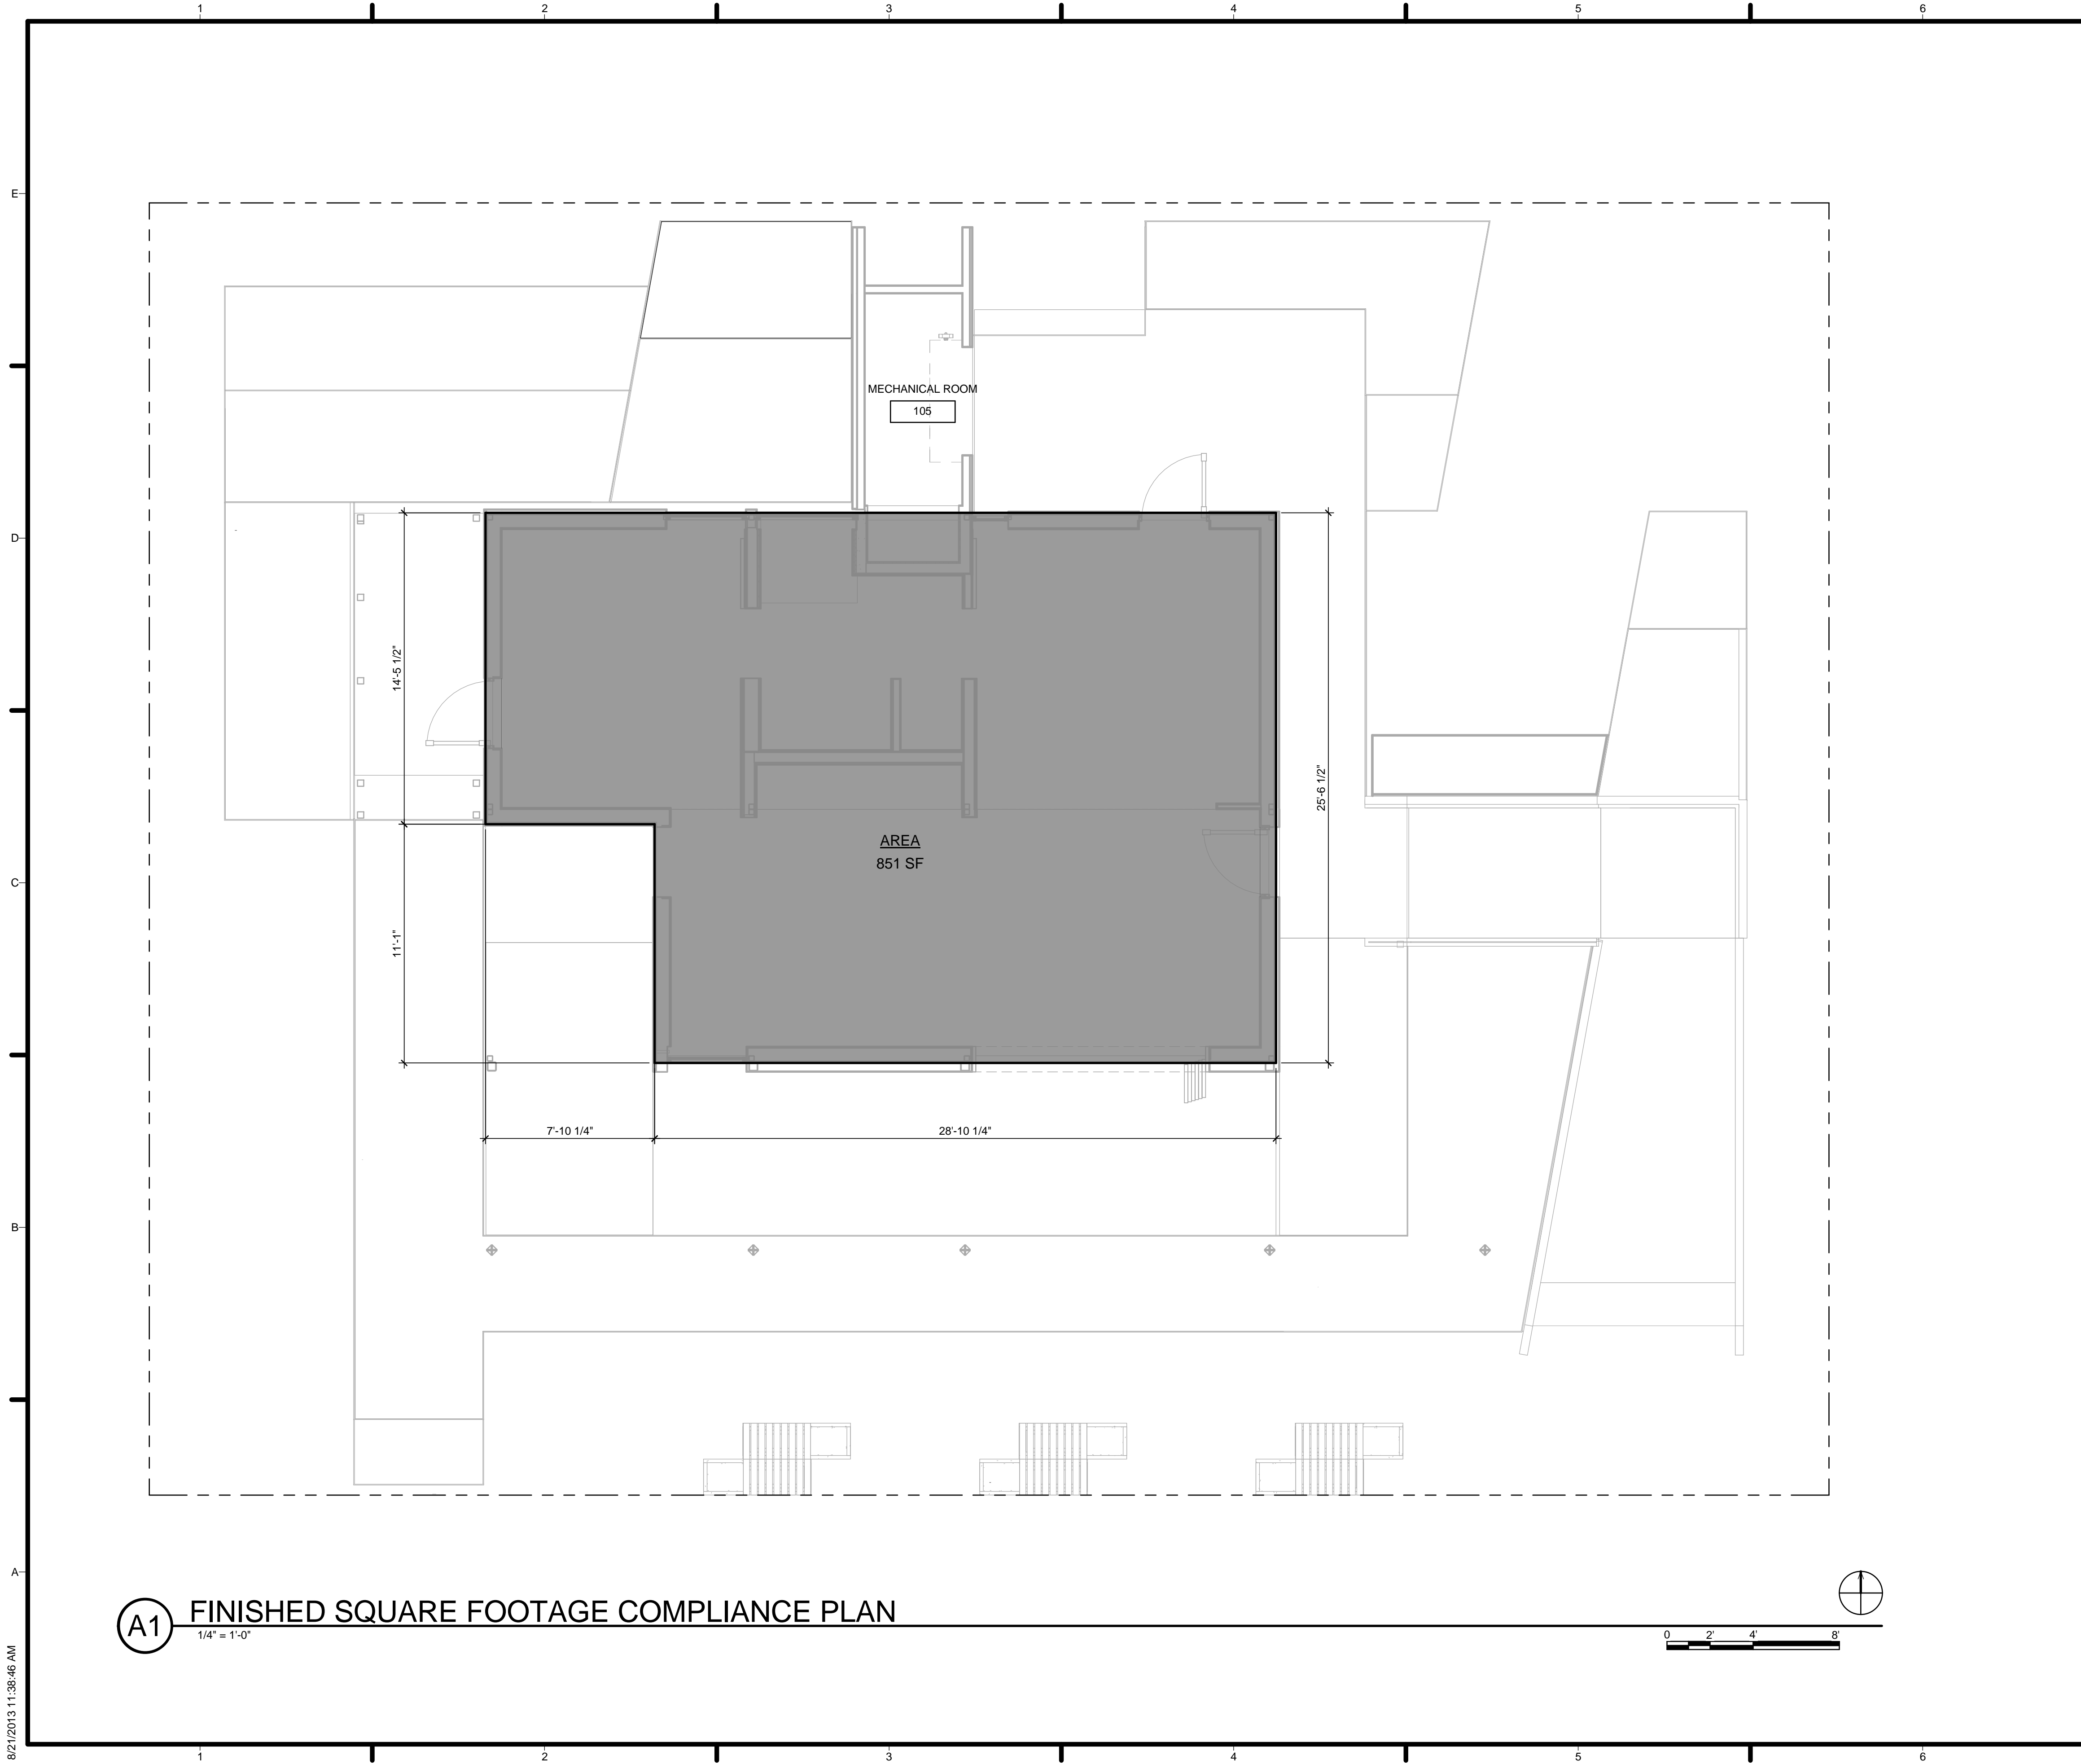 1 2 3 4 5 6
E
MECHANICAL ROOM
105
D
14'-5 1/2"
25'-6 1/2"
AREA
851 SF
C
11'-1"
7'-10 1/4" 28'-10 1/4"
B
A
A1 FINISHED SQUARE FOOTAGE COMPLIANCE PLAN
1/4" = 1'-0"
0 2' 4' 8'
8/21/2013 11:38:46 AM
1 2 3 4 5 6